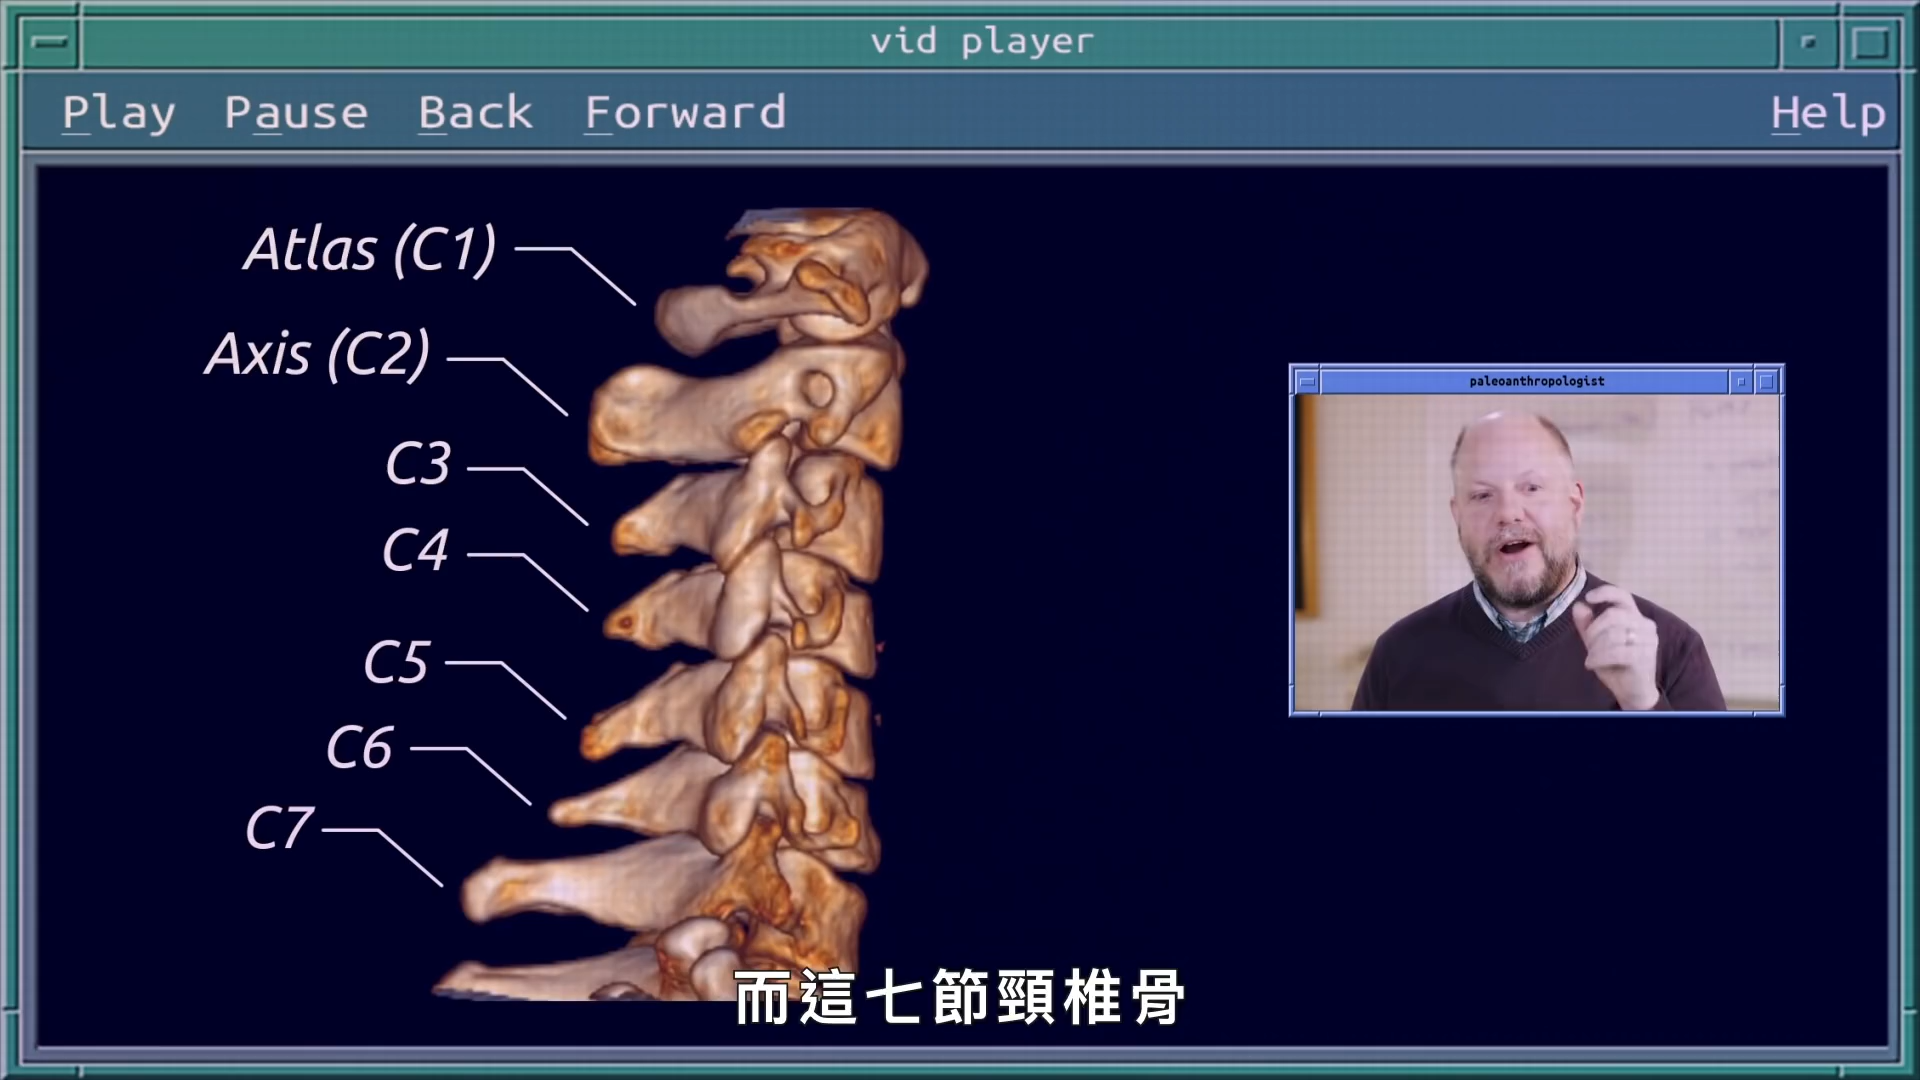 vid player
Play Pause Back Forward Help
Atlas (C1)
Axis (C2)
C3
C4
C5
C6
C7
paleoanthropologist
而這七節頸椎骨